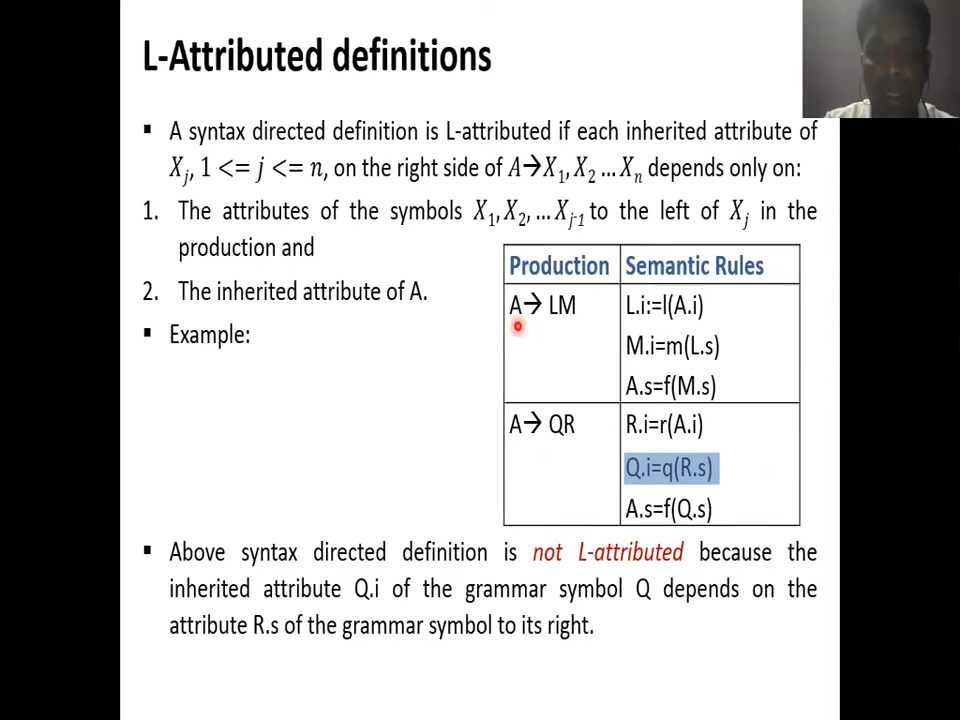 L-Attributed definitions
▪ A syntax directed definition is L-attributed if each inherited attribute of
Xj, 1 <= j <= n, on the right side of A→X1, X2 … Xn depends only on:
1. The attributes of the symbols X1, X2, … Xj-1 to the left of Xj in the
production and
2. The inherited attribute of A.
▪ Example:
Production Semantic Rules
A→ LM L.i:=l(A.i)
M.i=m(L.s)
A.s=f(M.s)
A→ QR R.i=r(A.i)
Q.i=q(R.s)
A.s=f(Q.s)
▪ Above syntax directed definition is not L-attributed because the
inherited attribute Q.i of the grammar symbol Q depends on the
attribute R.s of the grammar symbol to its right.